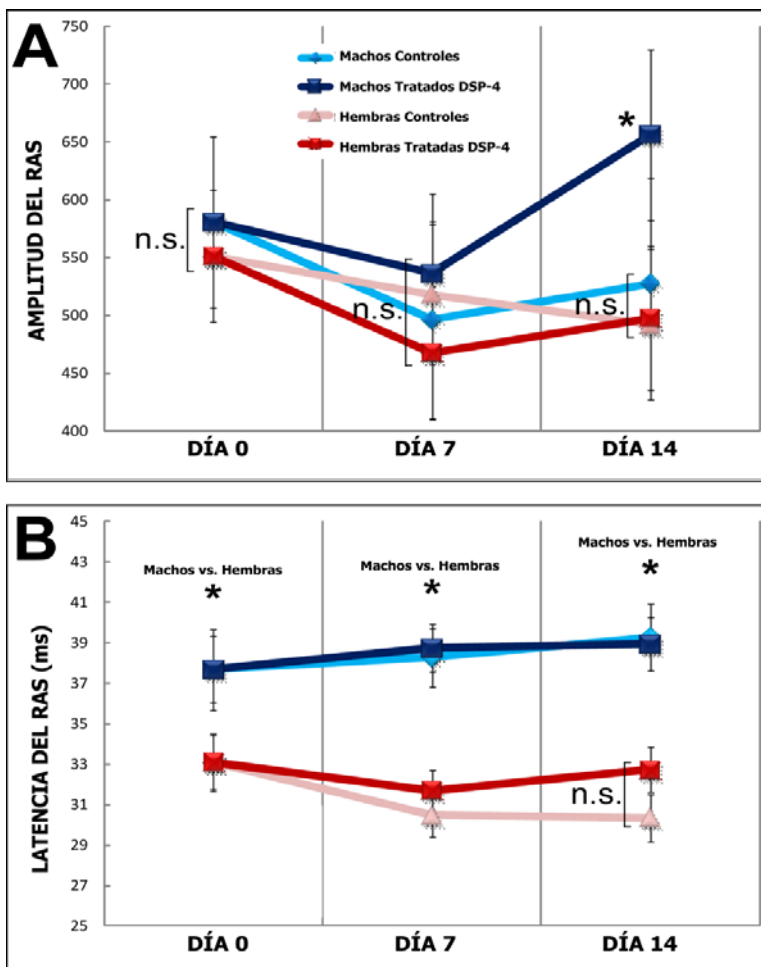 A
AMPLITUD DEL RAS
750
700
650
600
550
500
450
400
Machos Controles
Machos Tratados DSP-4
Hembras Controles
Hembras Tratadas DSP-4
n.s.
n.s.
*
n.s.
DÍA 0
DÍA 7
DÍA 14
B
LATENCIA DEL RAS (ms)
45
43
41
39
37
35
33
31
29
27
25
Machos vs. Hembras
*
Machos vs. Hembras
*
Machos vs. Hembras
*
n.s.
DÍA 0
DÍA 7
DÍA 14